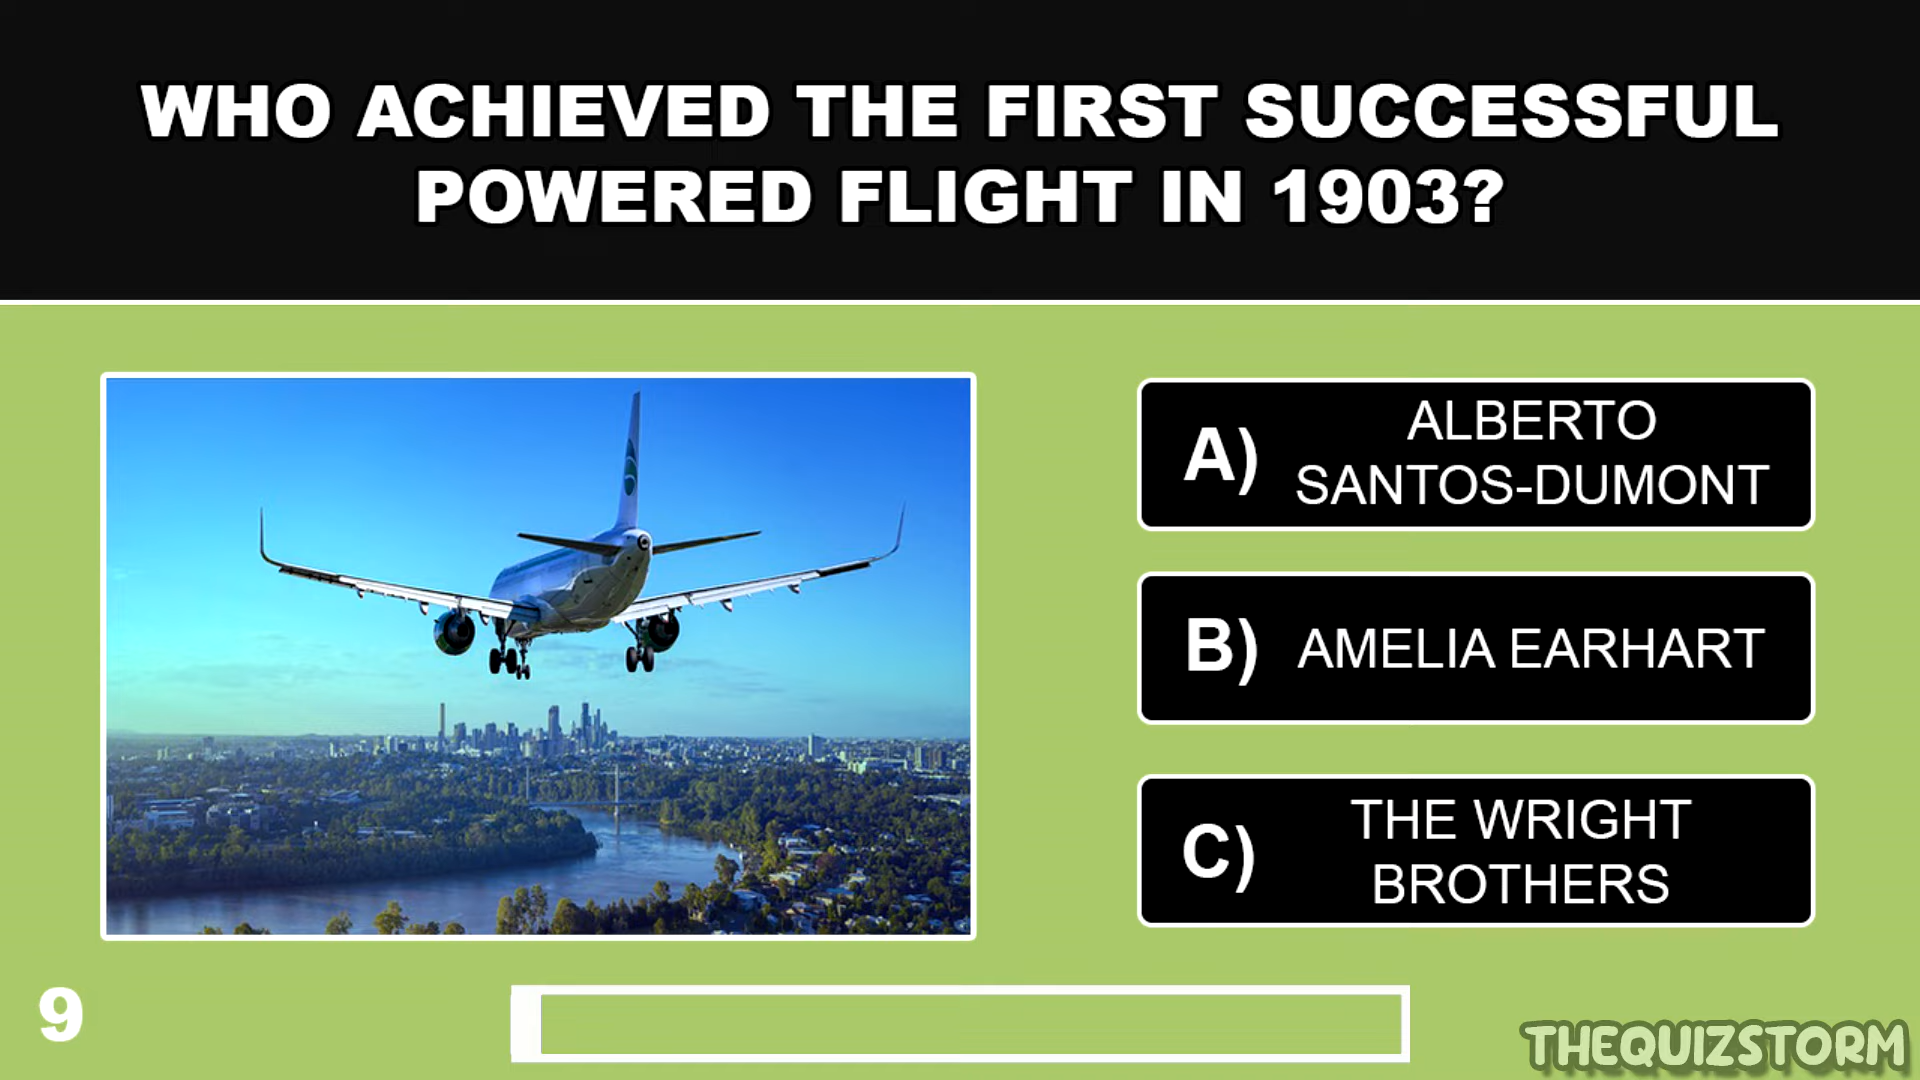 WHO ACHIEVED THE FIRST SUCCESSFUL
POWERED FLIGHT IN 1903?
A) ALBERTO
SANTOS-DUMONT
B) AMELIA EARHART
C) THE WRIGHT
BROTHERS
9
THEQUIZSTORM